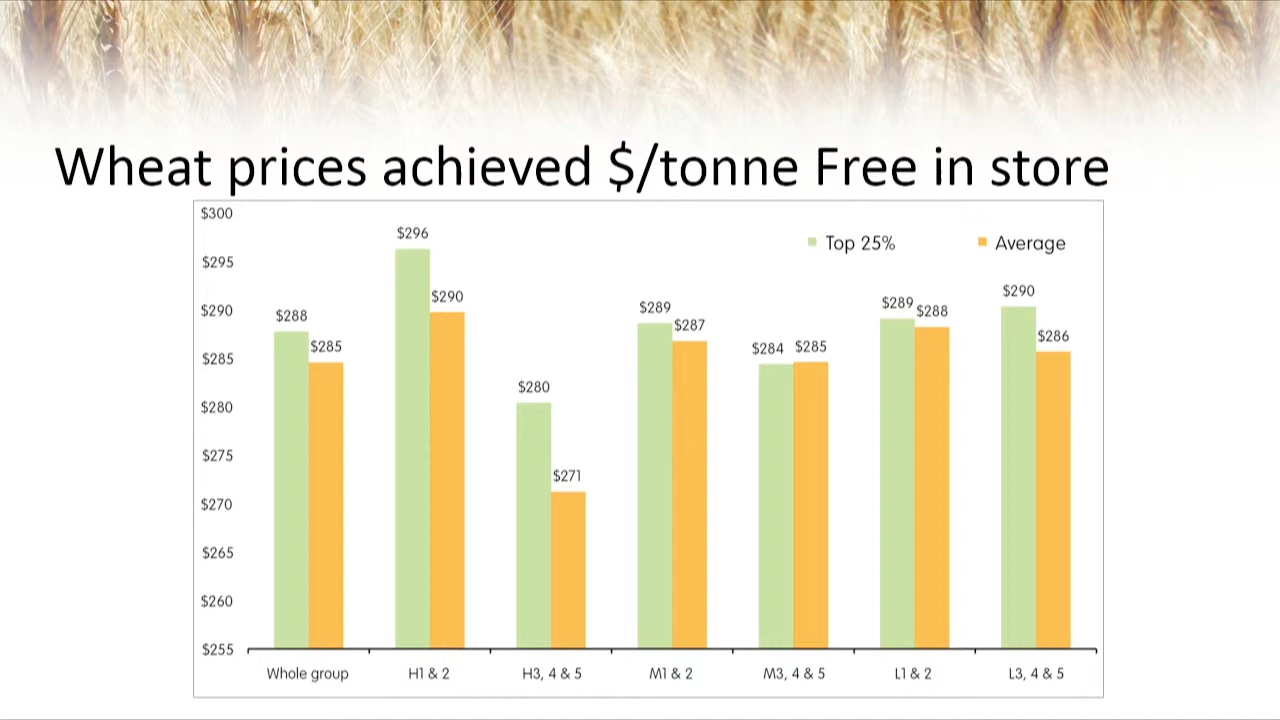 Wheat prices achieved $/tonne Free in store
$300
$295
$290
$285
$280
$275
$270
$265
$260
$255
Top 25%
Average
$288
$285
$296
$290
$280
$271
$289
$287
$284
$285
$289
$288
$290
$286
Whole group
H1 & 2
H3, 4 & 5
M1 & 2
M3, 4 & 5
L1 & 2
L3, 4 & 5